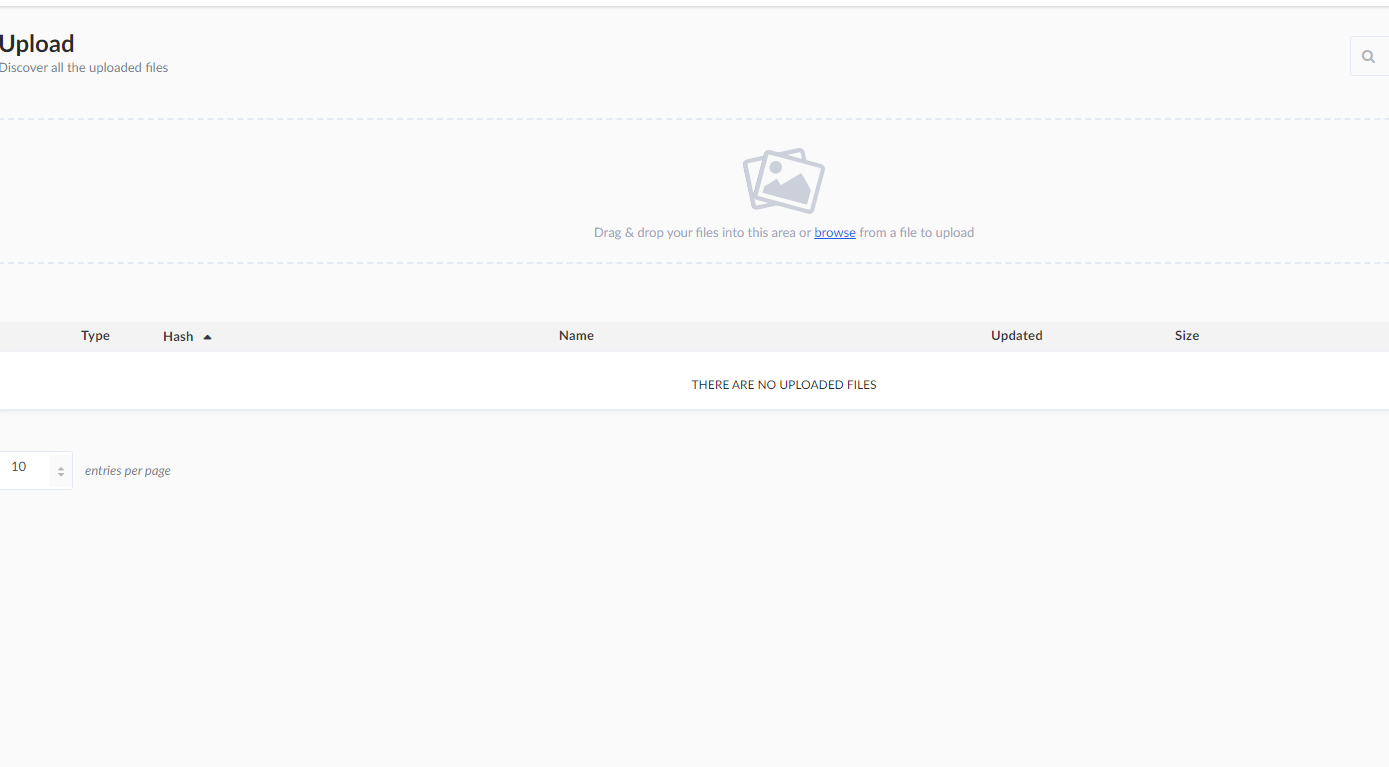 Upload
Discover all the uploaded files
Drag & drop your files into this area or browse from a file to upload
Type Hash Name Updated Size
THERE ARE NO UPLOADED FILES
10 entries per page